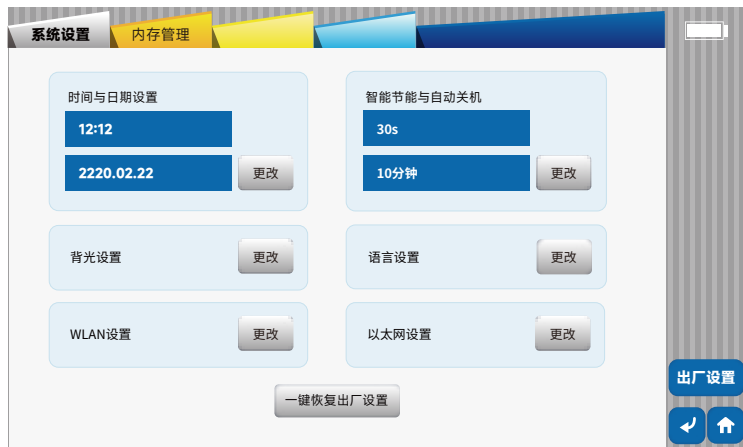 系统设置
内存管理
时间与日期设置
12:12
2220.02.22
更改
智能节能与自动关机
30s
10分钟
更改
背光设置
更改
语言设置
更改
WLAN设置
更改
以太网设置
更改
一键恢复出厂设置
出厂设置